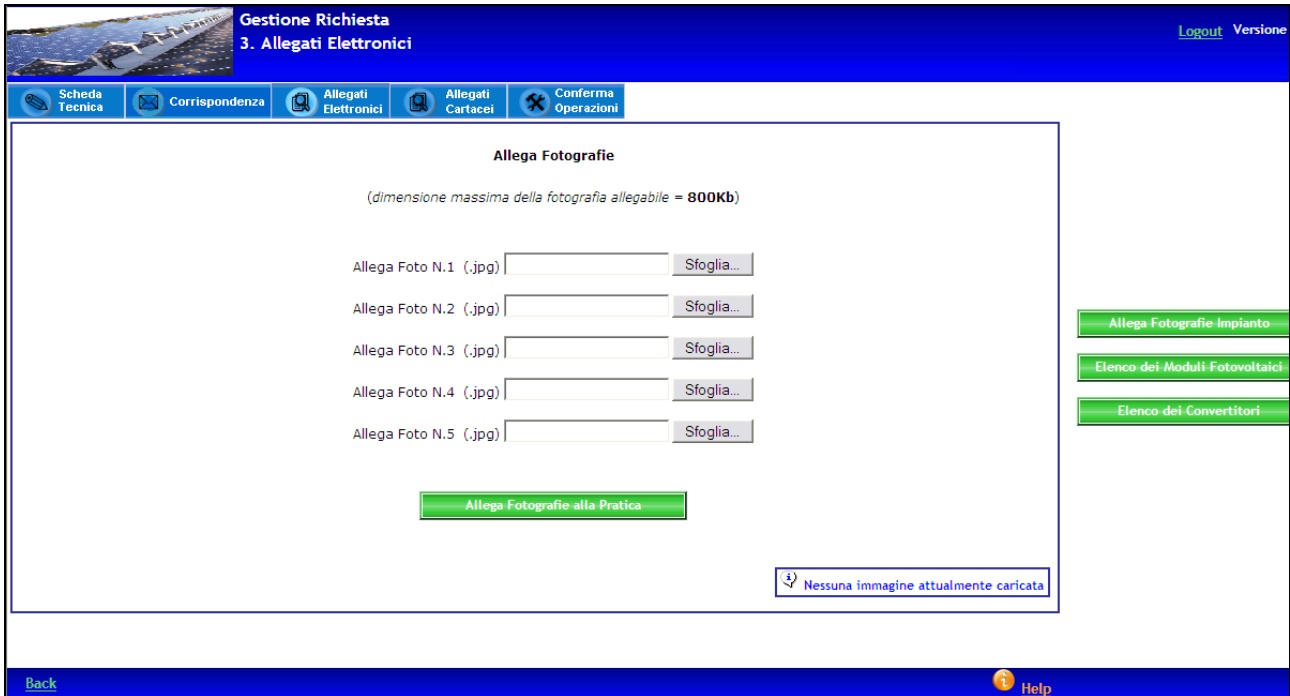 Gestione Richiesta
3. Allegati Elettronici
Logout Versione
Scheda Tecnica
Corrispondenza
Allegati Elettronici
Allegati Cartacei
Conferma Operazioni
Allega Fotografie
(dimensione massima della fotografia allegabile = 800Kb)
Allega Foto N.1 (.jpg) Sfoglia...
Allega Foto N.2 (.jpg) Sfoglia...
Allega Foto N.3 (.jpg) Sfoglia...
Allega Foto N.4 (.jpg) Sfoglia...
Allega Foto N.5 (.jpg) Sfoglia...
Allega Fotografie alla Pratica
Nessuna immagine attualmente caricata
Allega Fotografie Impianto
Elenco dei Moduli Fotovoltaici
Elenco dei Convertitori
Back
Help